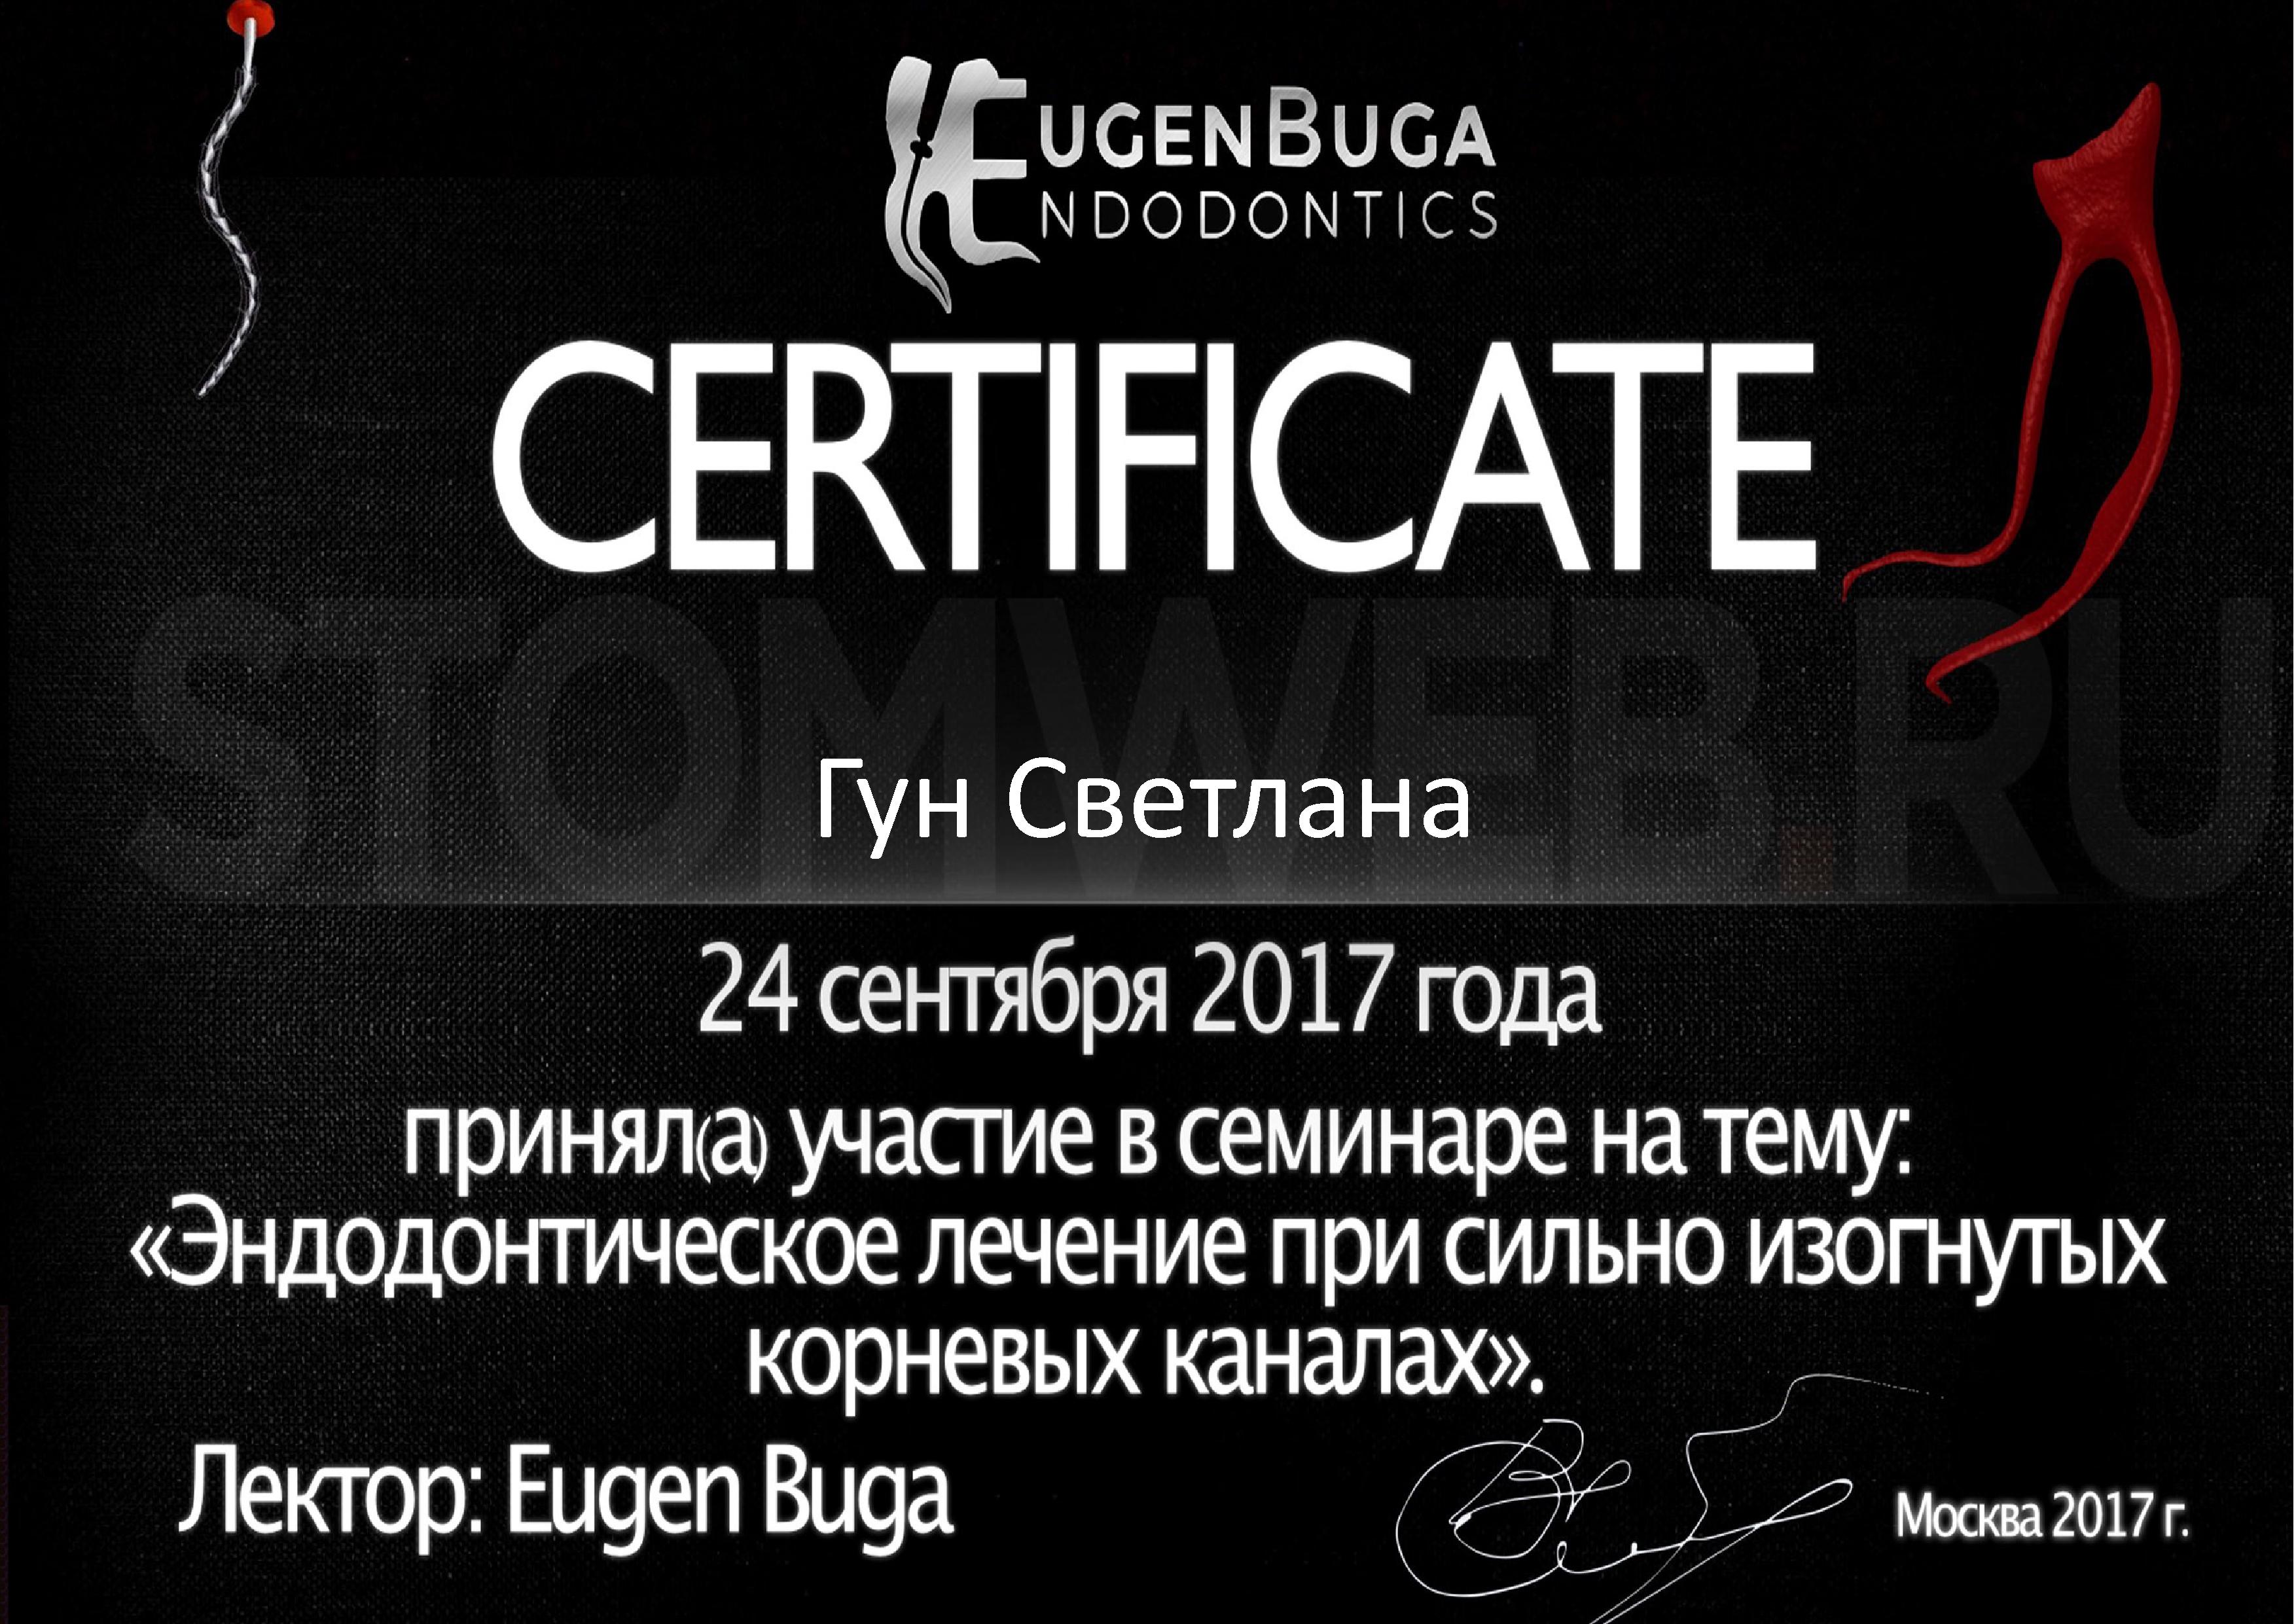 EUGENBUGA
ENDODONTICS
CERTIFICATE
STOMWEB.RU
Гун Светлана
24 сентября 2017 года
принял(а) участие в семинаре на тему:
«Эндодонтическое лечение при сильно изогнутых
корневых каналах».
Лектор: Eugen Buga
Москва 2017 г.